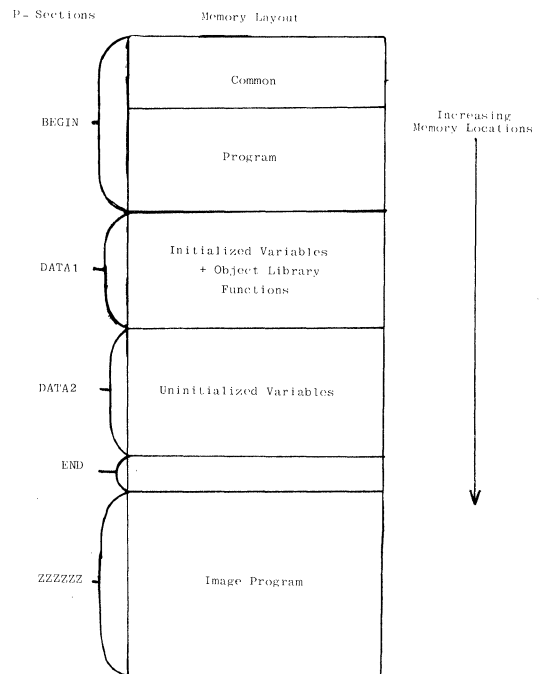 P- Sections
Memory Layout
Common
BEGIN
Increasing
Memory Locations
Program
Initialized Variables
+ Object Library
Functions
DATA1
DATA2
Uninitialized Variables
END
ZZZZZZ
Image Program